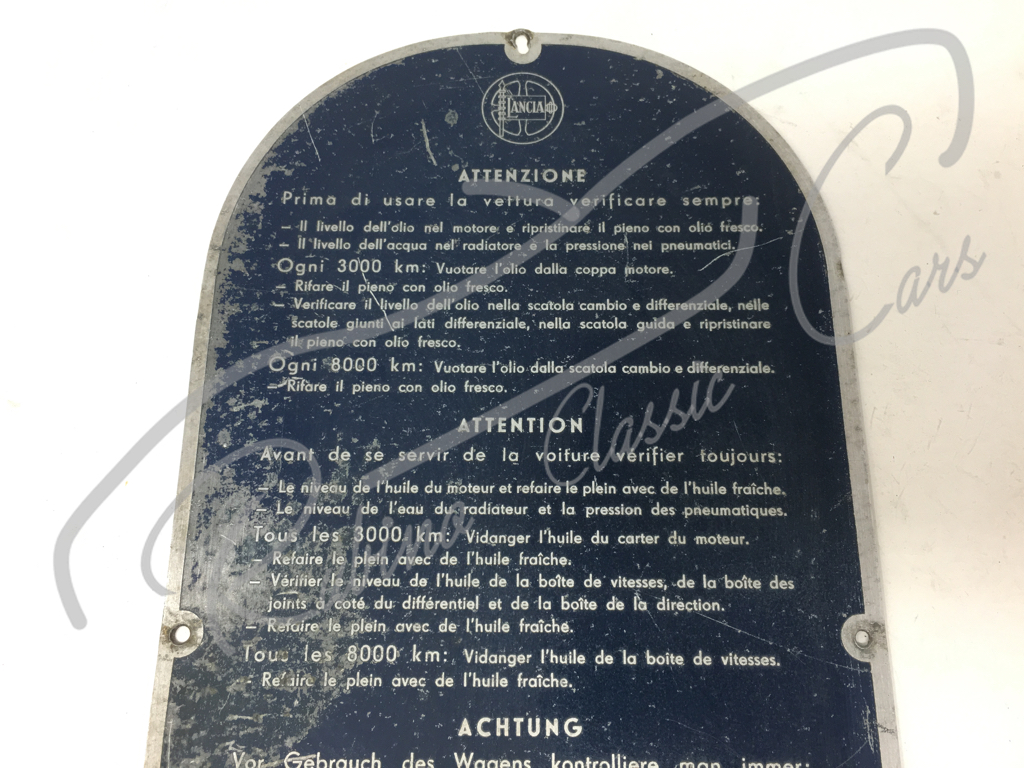 LANCIA
ATTENZIONE
Prima di usare la vettura verificare sempre:
– Il livello dell'olio nel motore e ripristinare il pieno con olio fresco.
– Il livello dell'acqua nel radiatore e la pressione nei pneumatici.
Ogni 3000 km: Vuotare l'olio dalla coppa motore.
– Rifare il pieno con olio fresco.
– Verificare il livello dell'olio nella scatola cambio e differenziale, nelle
scatole giunti ai lati differenziale, nella scatola guida e ripristinare
il pieno con olio fresco.
Ogni 8000 km: Vuotare l'olio dalla scatola cambio e differenziale.
– Rifare il pieno con olio fresco.
ATTENTION
Avant de se servir de la voiture vérifier toujours:
– Le niveau de l'huile du moteur et refaire le plein avec de l'huile fraîche.
– Le niveau de l'eau du radiateur et la pression des pneumatiques.
Tous les 3000 km: Vidanger l'huile du carter du moteur.
– Refaire le plein avec de l'huile fraîche.
– Vérifier le niveau de l'huile de la boîte de vitesses, de la boîte des
joints à coté du différentiel et de la boîte de la direction.
– Refaire le plein avec de l'huile fraîche.
Tous les 8000 km: Vidanger l'huile de la boite de vitesses.
– Refaire le plein avec de l'huile fraîche.
ACHTUNG
Vor Gebrauch des Wagens kontrolliere man immer:
Classic Cars